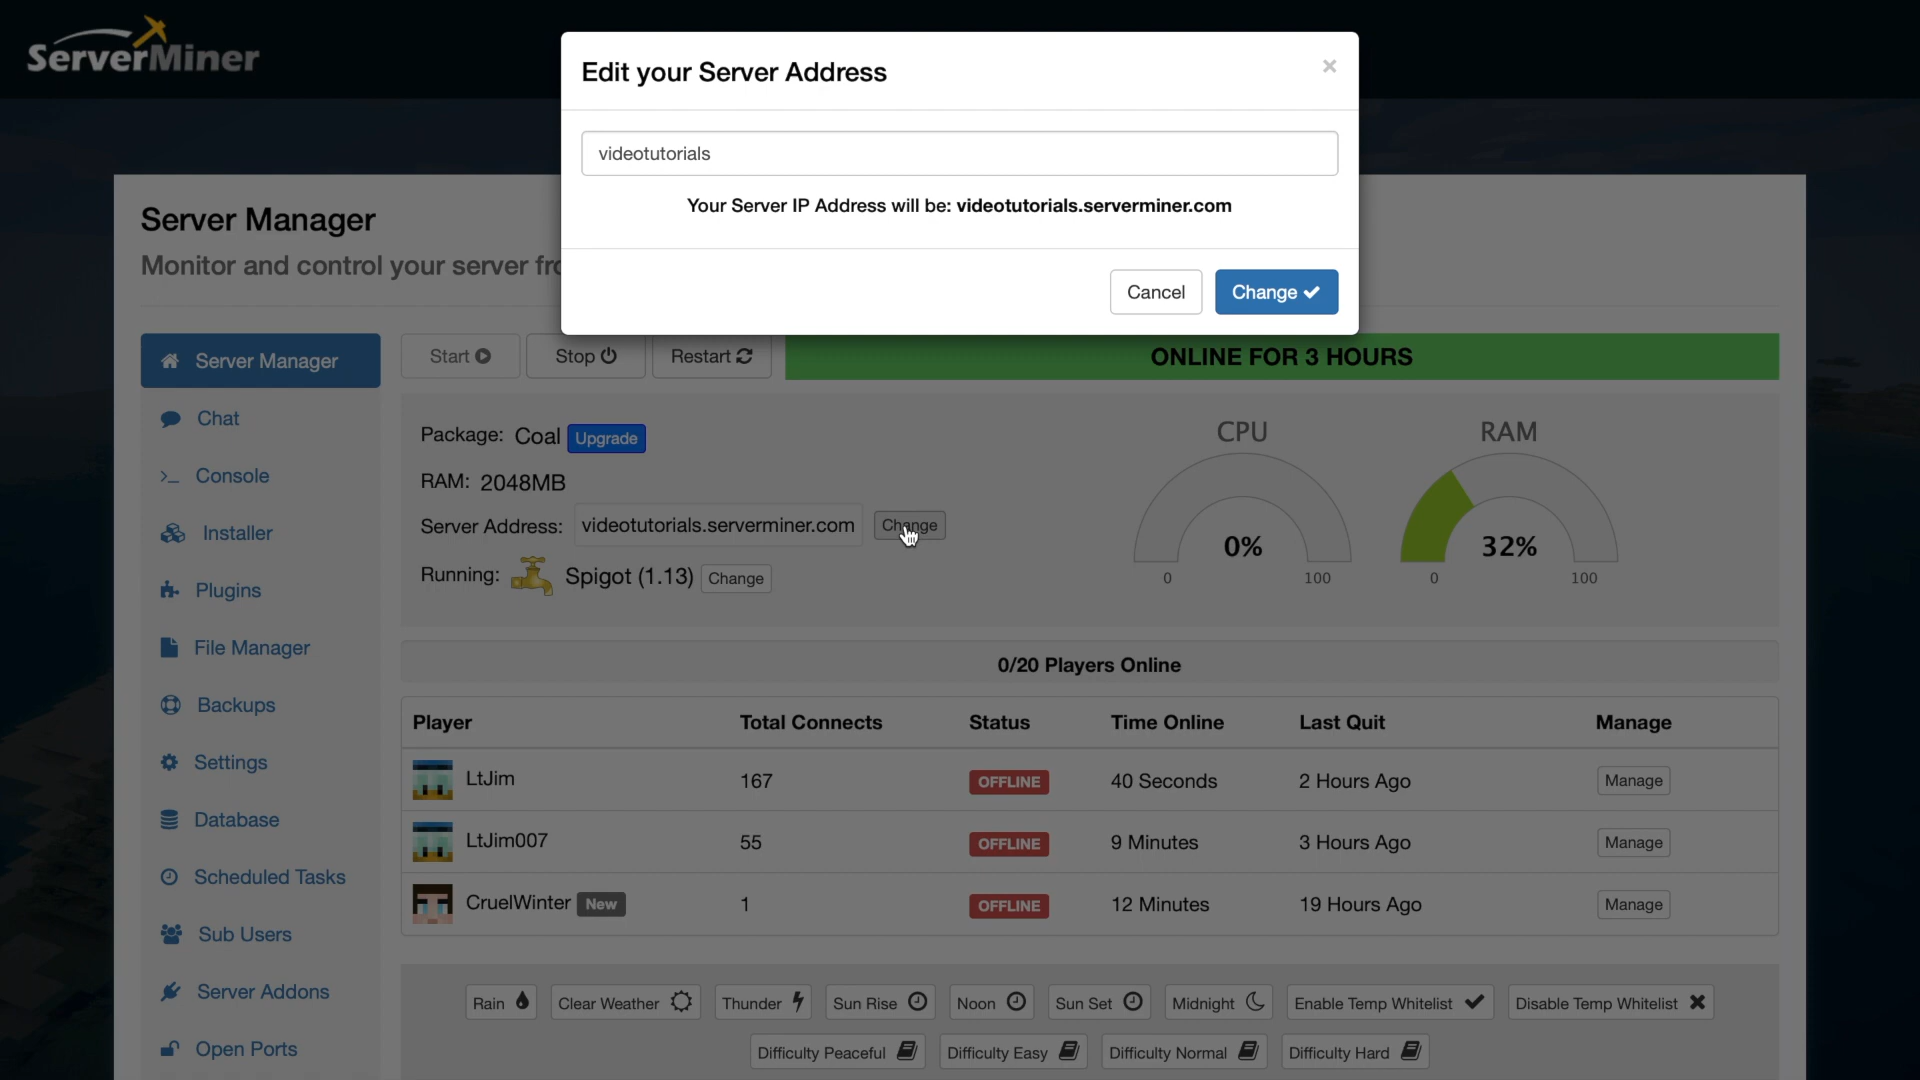 ServerMiner
Edit your Server Address
×
videotutorials
Your Server IP Address will be: videotutorials.serverminer.com
Cancel
Change
Server Manager
Monitor and control your server fro
Server Manager
Chat
Console
Installer
Plugins
File Manager
Backups
Settings
Database
Scheduled Tasks
Sub Users
Server Addons
Open Ports
Start
Stop
Restart
ONLINE FOR 3 HOURS
Package: Coal Upgrade
RAM: 2048MB
Server Address: videotutorials.serverminer.com Change
Running: Spigot (1.13) Change
CPU
0%
0 100
RAM
32%
0 100
0/20 Players Online
Player Total Connects Status Time Online Last Quit Manage
LtJim 167 OFFLINE 40 Seconds 2 Hours Ago Manage
LtJim007 55 OFFLINE 9 Minutes 3 Hours Ago Manage
CruelWinter New 1 OFFLINE 12 Minutes 19 Hours Ago Manage
Rain Clear Weather Thunder Sun Rise Noon Sun Set Midnight Enable Temp Whitelist Disable Temp Whitelist
Difficulty Peaceful Difficulty Easy Difficulty Normal Difficulty Hard